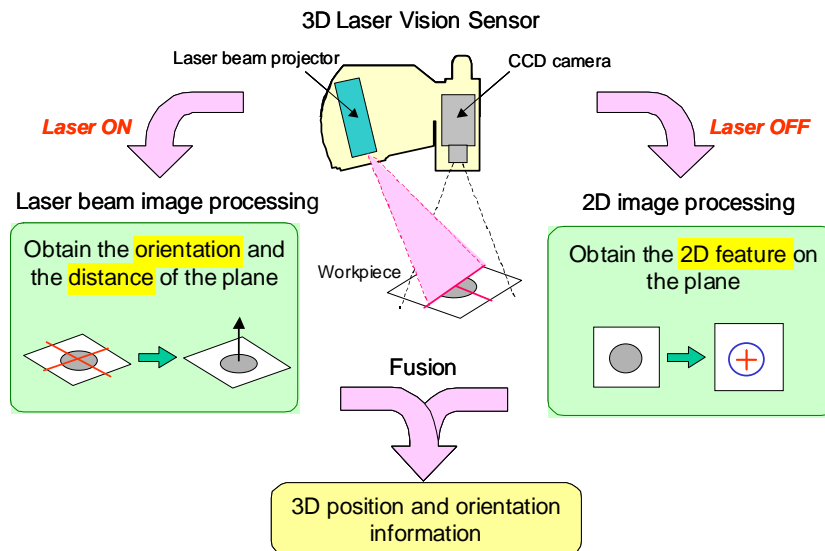 3D Laser Vision Sensor
Laser beam projector
CCD camera
Laser ON
Laser OFF
Laser beam image processing
Obtain the orientation and
the distance of the plane
Workpiece
2D image processing
Obtain the 2D feature on
the plane
Fusion
3D position and orientation
information